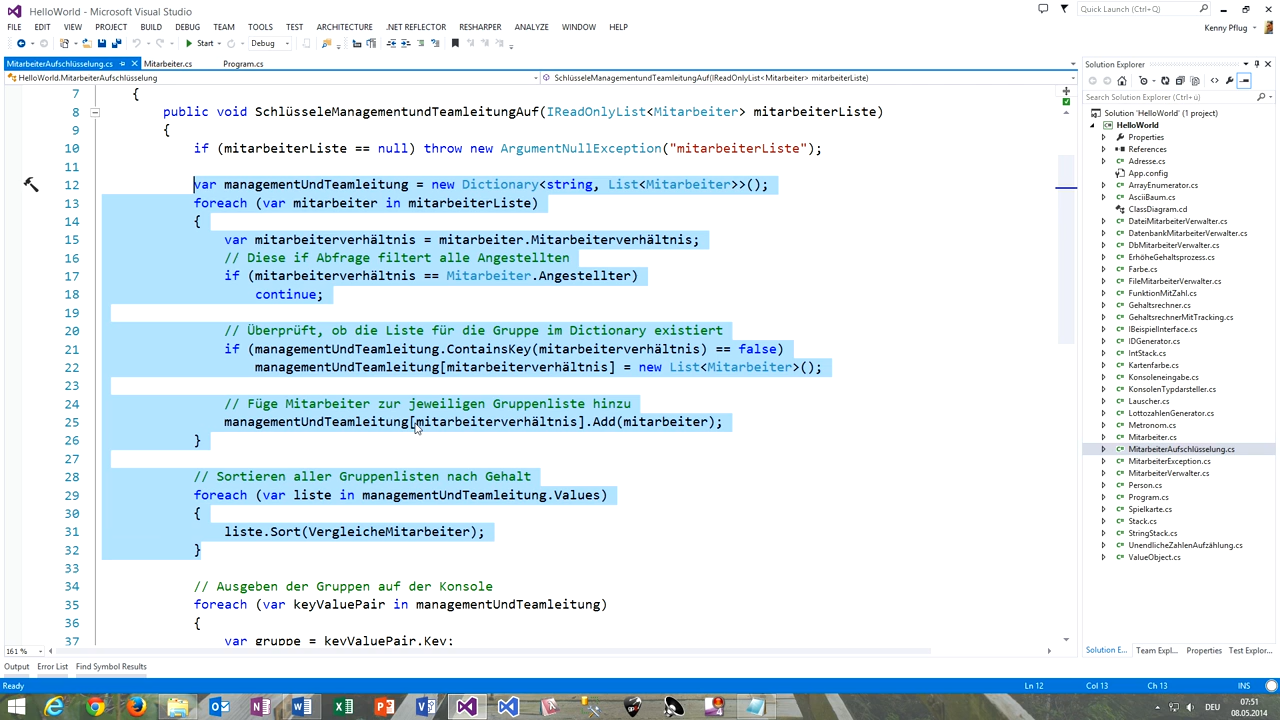 HelloWorld - Microsoft Visual Studio
Quick Launch (Ctrl+Q)
FILE EDIT VIEW PROJECT BUILD DEBUG TEAM TOOLS TEST ARCHITECTURE .NET REFLECTOR RESHARPER ANALYZE WINDOW HELP
Kenny Pflug
Start Debug
MitarbeiterAufschlüsselung.cs Mitarbeiter.cs Program.cs
HelloWorld.MitarbeiterAufschlüsselung SchlüsseleManagementundTeamleitungAuf(IReadOnlyList<Mitarbeiter> mitarbeiterListe)
7 {
8 public void SchlüsseleManagementundTeamleitungAuf(IReadOnlyList<Mitarbeiter> mitarbeiterListe)
9 {
10 if (mitarbeiterListe == null) throw new ArgumentNullException("mitarbeiterListe");
11
12 var managementUndTeamleitung = new Dictionary<string, List<Mitarbeiter>>();
13 foreach (var mitarbeiter in mitarbeiterListe)
14 {
15 var mitarbeiterverhältnis = mitarbeiter.Mitarbeiterverhältnis;
16 // Diese if Abfrage filtert alle Angestellten
17 if (mitarbeiterverhältnis == Mitarbeiter.Angestellter)
18 continue;
19
20 // Überprüft, ob die Liste für die Gruppe im Dictionary existiert
21 if (managementUndTeamleitung.ContainsKey(mitarbeiterverhältnis) == false)
22 managementUndTeamleitung[mitarbeiterverhältnis] = new List<Mitarbeiter>();
23
24 // Füge Mitarbeiter zur jeweiligen Gruppenliste hinzu
25 managementUndTeamleitung[mitarbeiterverhältnis].Add(mitarbeiter);
26 }
27
28 // Sortieren aller Gruppenlisten nach Gehalt
29 foreach (var liste in managementUndTeamleitung.Values)
30 {
31 liste.Sort(VergleicheMitarbeiter);
32 }
33
34 // Ausgeben der Gruppen auf der Konsole
35 foreach (var keyValuePair in managementUndTeamleitung)
36 {
37 var gruppe = keyValuePair.Key;
161 %
Solution Explorer
Search Solution Explorer (Ctrl+ü)
Solution 'HelloWorld' (1 project)
HelloWorld
Properties
References
Adresse.cs
App.config
ArrayEnumerator.cs
AsciiBaum.cs
ClassDiagram.cd
DateiMitarbeiterVerwalter.cs
DatenbankMitarbeiterVerwalter.cs
DbMitarbeiterVerwalter.cs
ErhöheGehaltsprozess.cs
Farbe.cs
FileMitarbeiterVerwalter.cs
FunktionMitZahl.cs
Gehaltsrechner.cs
GehaltsrechnerMitTracking.cs
IBeispielInterface.cs
IDGenerator.cs
IntStack.cs
Kartenfarbe.cs
Konsoleneingabe.cs
KonsolenTypdarsteller.cs
Lauscher.cs
LottozahlenGenerator.cs
Metronom.cs
Mitarbeiter.cs
MitarbeiterAufschlüsselung.cs
MitarbeiterException.cs
MitarbeiterVerwalter.cs
Person.cs
Program.cs
Spielkarte.cs
Stack.cs
StringStack.cs
UnendlicheZahlenAufzählung.cs
ValueObject.cs
Solution E... Team Expl... Properties Test Explor...
Output Error List Find Symbol Results
Ready Ln 12 Col 13 Ch 13 INS
DEU
07:51
08.05.2014